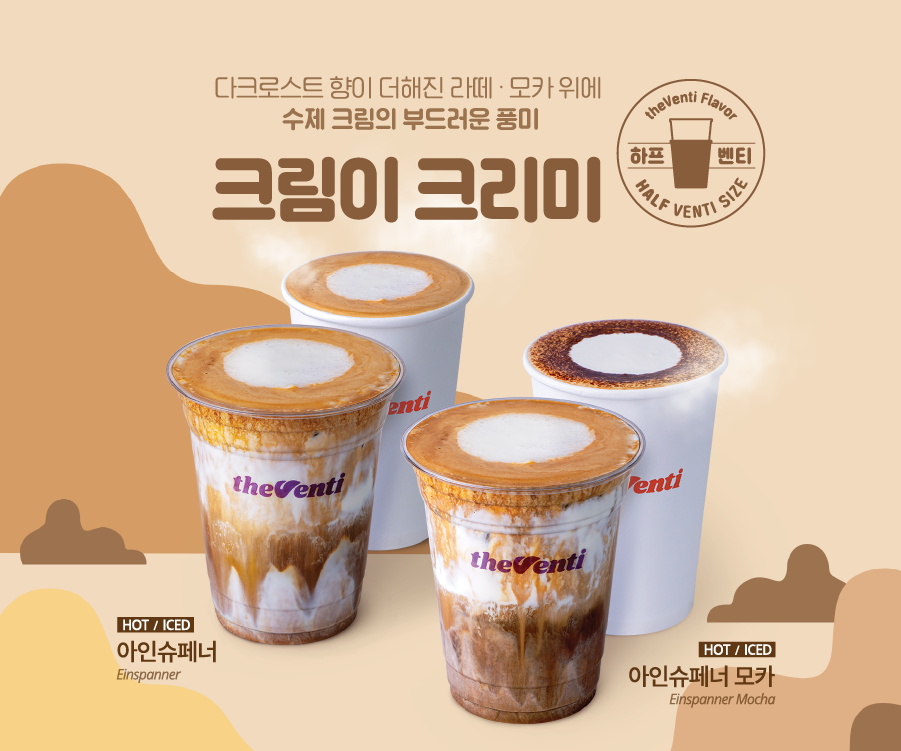 다크로스트 향이 더해진 라떼 · 모카 위에
수제 크림의 부드러운 풍미
크림이 크리미
theVenti Flavor
하프 벤티
HALF VENTI SIZE
enti
theVenti
Venti
theVenti
HOT / ICED
아인슈페너
Einspanner
HOT / ICED
아인슈페너 모카
Einspanner Mocha